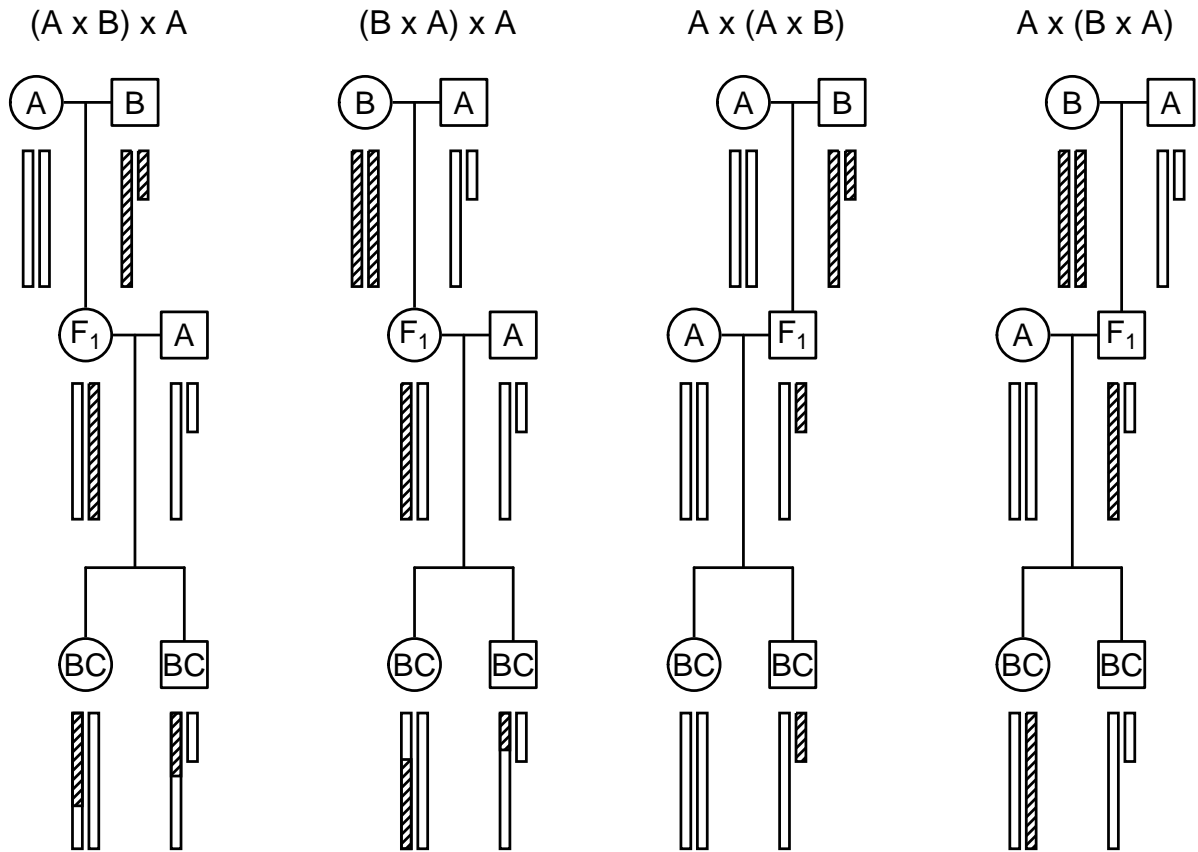 (A x B) x A (B x A) x A A x (A x B) A x (B x A)
A B B A A B B A
F1 A F1 A A F1 A F1
BC BC BC BC BC BC BC BC